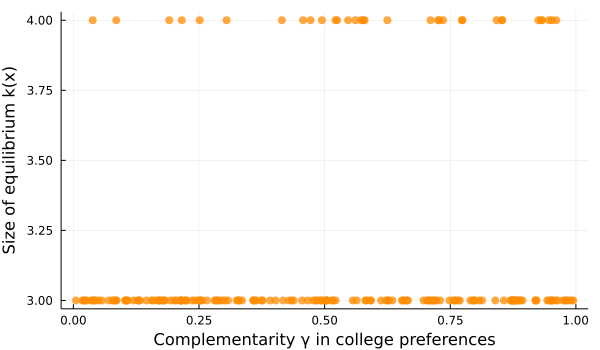 Size of equilibrium k(x)
4.00
3.75
3.50
3.25
3.00
0.00 0.25 0.50 0.75 1.00
Complementarity γ in college preferences